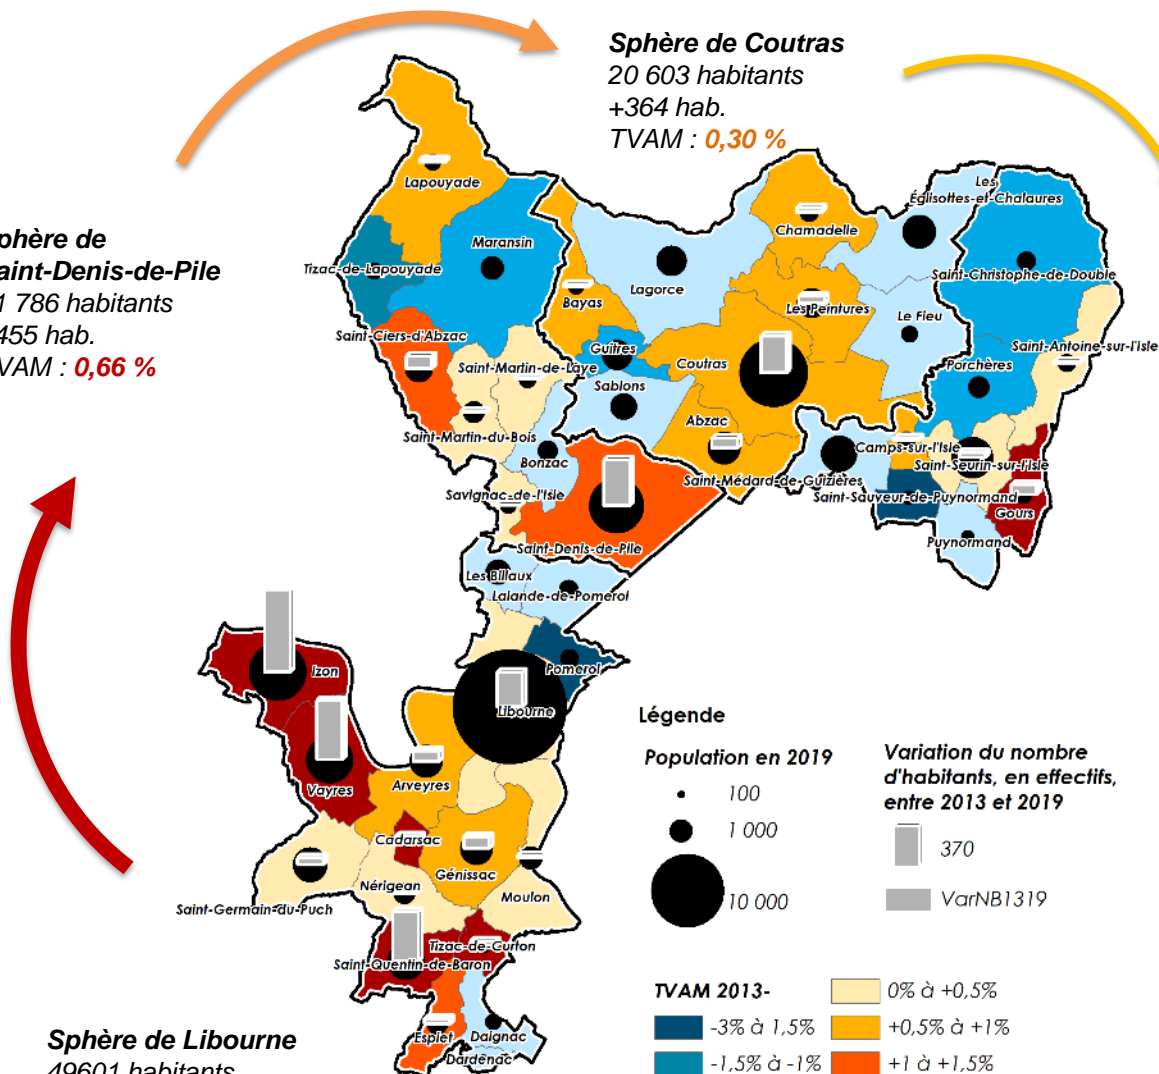 Sphère de Coutras
20 603 habitants
+364 hab.
TVAM : 0,30 %
phère de
aint-Denis-de-Pile
1 786 habitants
455 hab.
VAM : 0,66 %
Lapouyade
Maransin
Tizac-de-Lapouyade
Saint-Ciers-d'Abzac
Saint-Martin-de-Laye
Saint-Martin-du-Bois
Bonzac
Savignac-de-l'Isle
Saint-Denis-de-Pile
Bayas
Lagorce
Chamadelle
Les
Églisottes-et-Chalaures
Les Peintures
Le Fieu
Guîtres
Sablons
Coutras
Abzac
Saint-Médard-de-Guizières
Saint-Christophe-de-Double
Saint-Antoine-sur-l'Isle
Porchères
Camps-sur-l'Isle
Saint-Seurin-sur-l'Isle
Saint-Sauveur-de-Puynormand
Gours
Puynormand
Les Billaux
Lalande-de-Pomerol
Pomerol
Libourne
Izon
Vayres
Arveyres
Cadarsac
Génissac
Nérigean
Moulon
Saint-Germain-du-Puch
Tizac-de-Curton
Saint-Quentin-de-Baron
Espiet
Daignac
Dardenac
Sphère de Libourne
49601 habitants
Légende
Population en 2019
100
1 000
10 000
Variation du nombre
d'habitants, en effectifs,
entre 2013 et 2019
370
VarNB1319
TVAM 2013-
-3% à 1,5%
-1,5% à -1%
0% à +0,5%
+0,5% à +1%
+1 à +1,5%